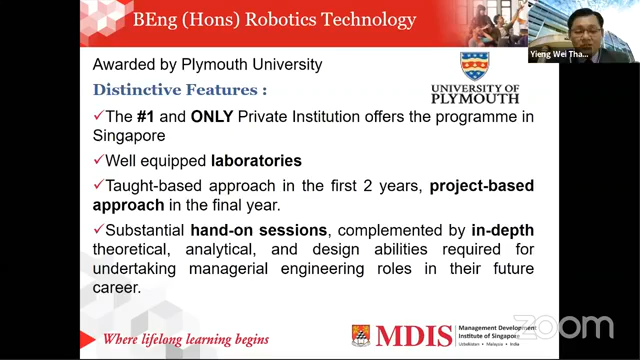 BEng (Hons) Robotics Technology
Yieng Wei Tha...
Awarded by Plymouth University
Distinctive Features :
UNIVERSITY OF
PLYMOUTH
✓The #1 and ONLY Private Institution offers the programme in
Singapore
✓Well equipped laboratories
✓Taught-based approach in the first 2 years, project-based
approach in the final year.
✓Substantial hand-on sessions, complemented by in-depth
theoretical, analytical, and design abilities required for
undertaking managerial engineering roles in their future
career.
zoom
Where lifelong learning begins
MDIS
Management Development
Institute of Singapore
Uzbekistan • Malaysia • India